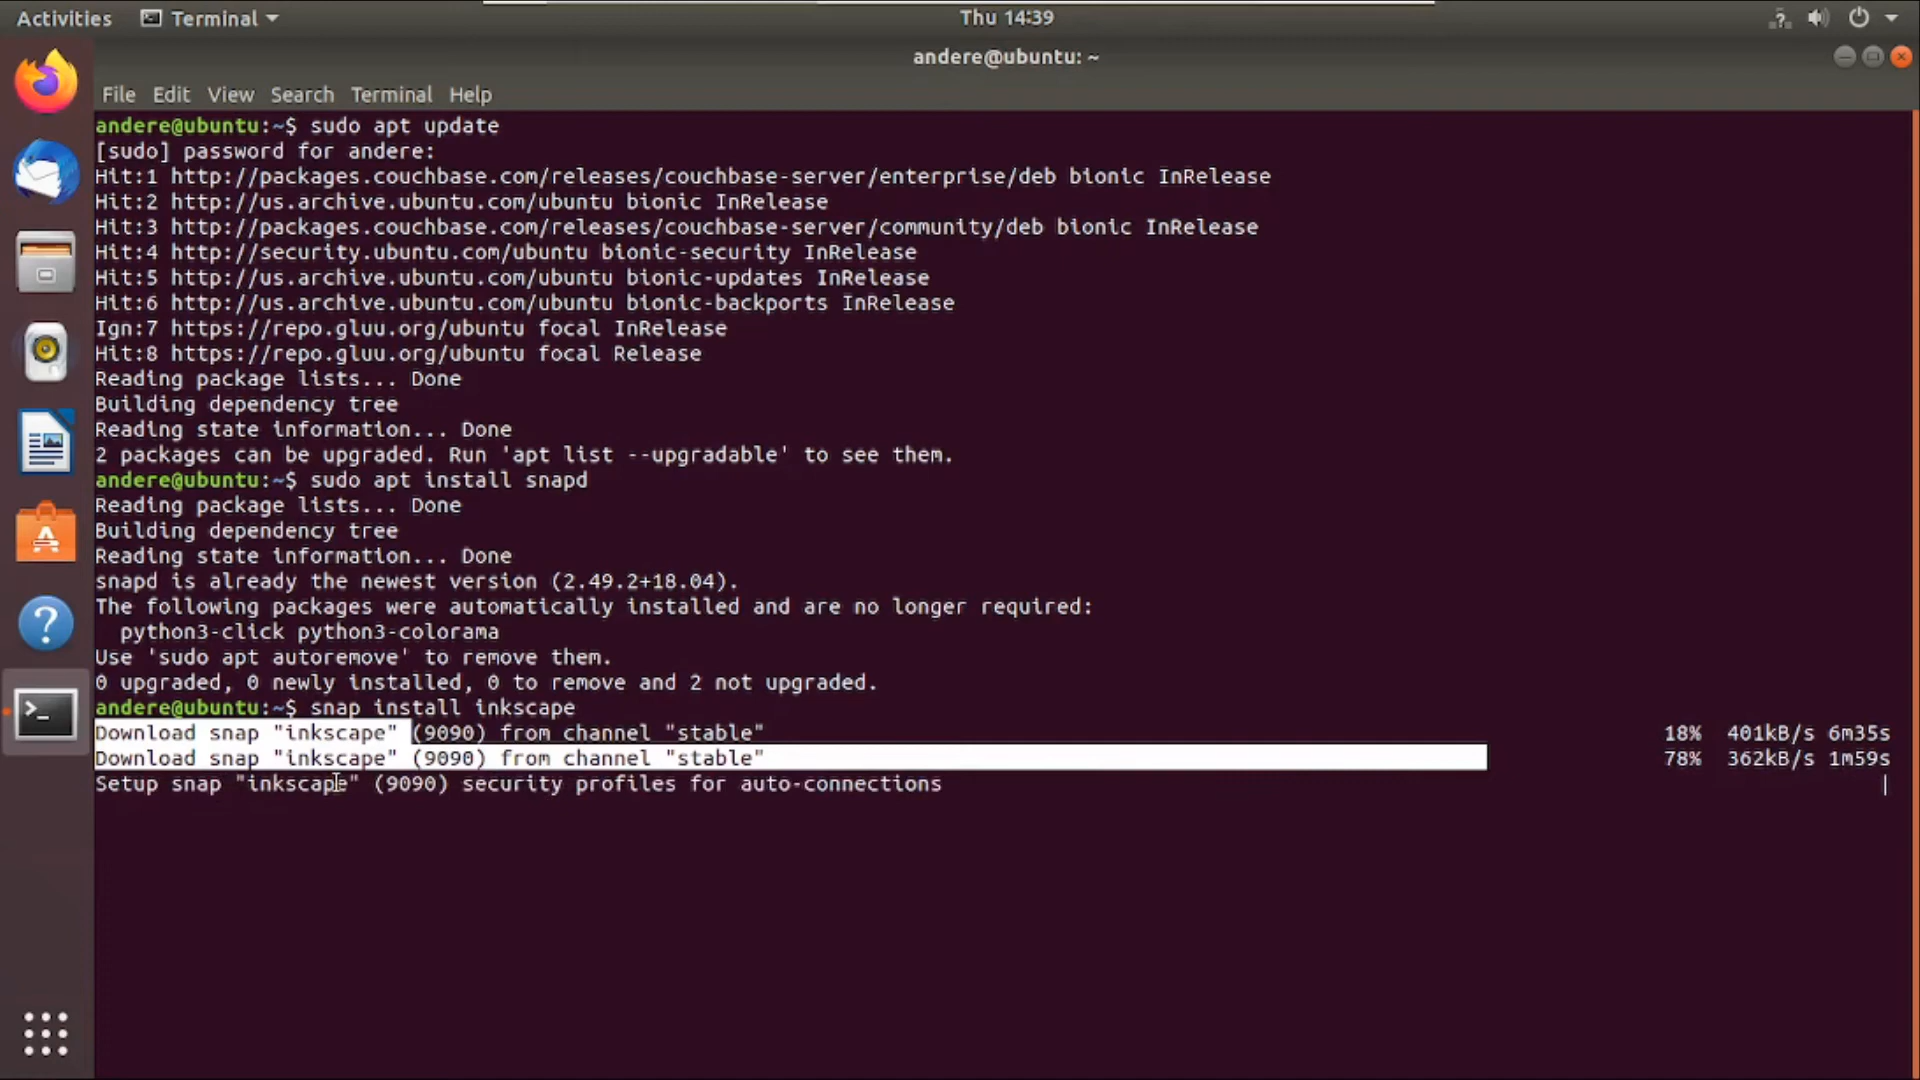 Activities
Terminal
Thu 14:39
andere@ubuntu: ~
File Edit View Search Terminal Help
andere@ubuntu:~$ sudo apt update
[sudo] password for andere:
Hit:1 http://packages.couchbase.com/releases/couchbase-server/enterprise/deb bionic InRelease
Hit:2 http://us.archive.ubuntu.com/ubuntu bionic InRelease
Hit:3 http://packages.couchbase.com/releases/couchbase-server/community/deb bionic InRelease
Hit:4 http://security.ubuntu.com/ubuntu bionic-security InRelease
Hit:5 http://us.archive.ubuntu.com/ubuntu bionic-updates InRelease
Hit:6 http://us.archive.ubuntu.com/ubuntu bionic-backports InRelease
Ign:7 https://repo.gluu.org/ubuntu focal InRelease
Hit:8 https://repo.gluu.org/ubuntu focal Release
Reading package lists... Done
Building dependency tree
Reading state information... Done
2 packages can be upgraded. Run 'apt list --upgradable' to see them.
andere@ubuntu:~$ sudo apt install snapd
Reading package lists... Done
Building dependency tree
Reading state information... Done
snapd is already the newest version (2.49.2+18.04).
The following packages were automatically installed and are no longer required:
  python3-click python3-colorama
Use 'sudo apt autoremove' to remove them.
0 upgraded, 0 newly installed, 0 to remove and 2 not upgraded.
andere@ubuntu:~$ snap install inkscape
Download snap "inkscape" (9090) from channel "stable" 18% 401kB/s 6m35s
Download snap "inkscape" (9090) from channel "stable" 78% 362kB/s 1m59s
Setup snap "inkscape" (9090) security profiles for auto-connections |